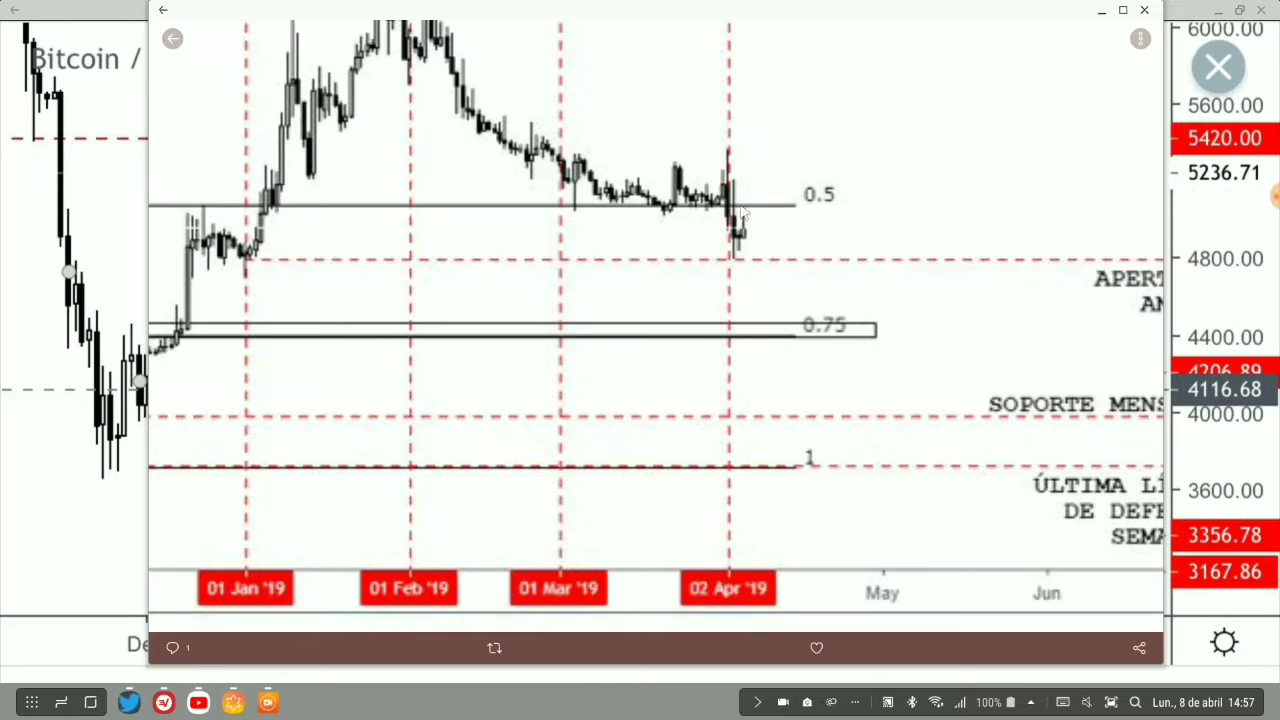 Bitcoin /
6000.00
5600.00
5420.00
5236.71
4800.00
4400.00
4206.89
4116.68
4000.00
3600.00
3356.78
3167.86
0.5
0.75
1
APERT
AN
SOPORTE MENS
ÚLTIMA LÍ
DE DEFE
SEMA
01 Jan '19
01 Feb '19
01 Mar '19
02 Apr '19
May
Jun
De
1
100%
Lun., 8 de abril 14:57